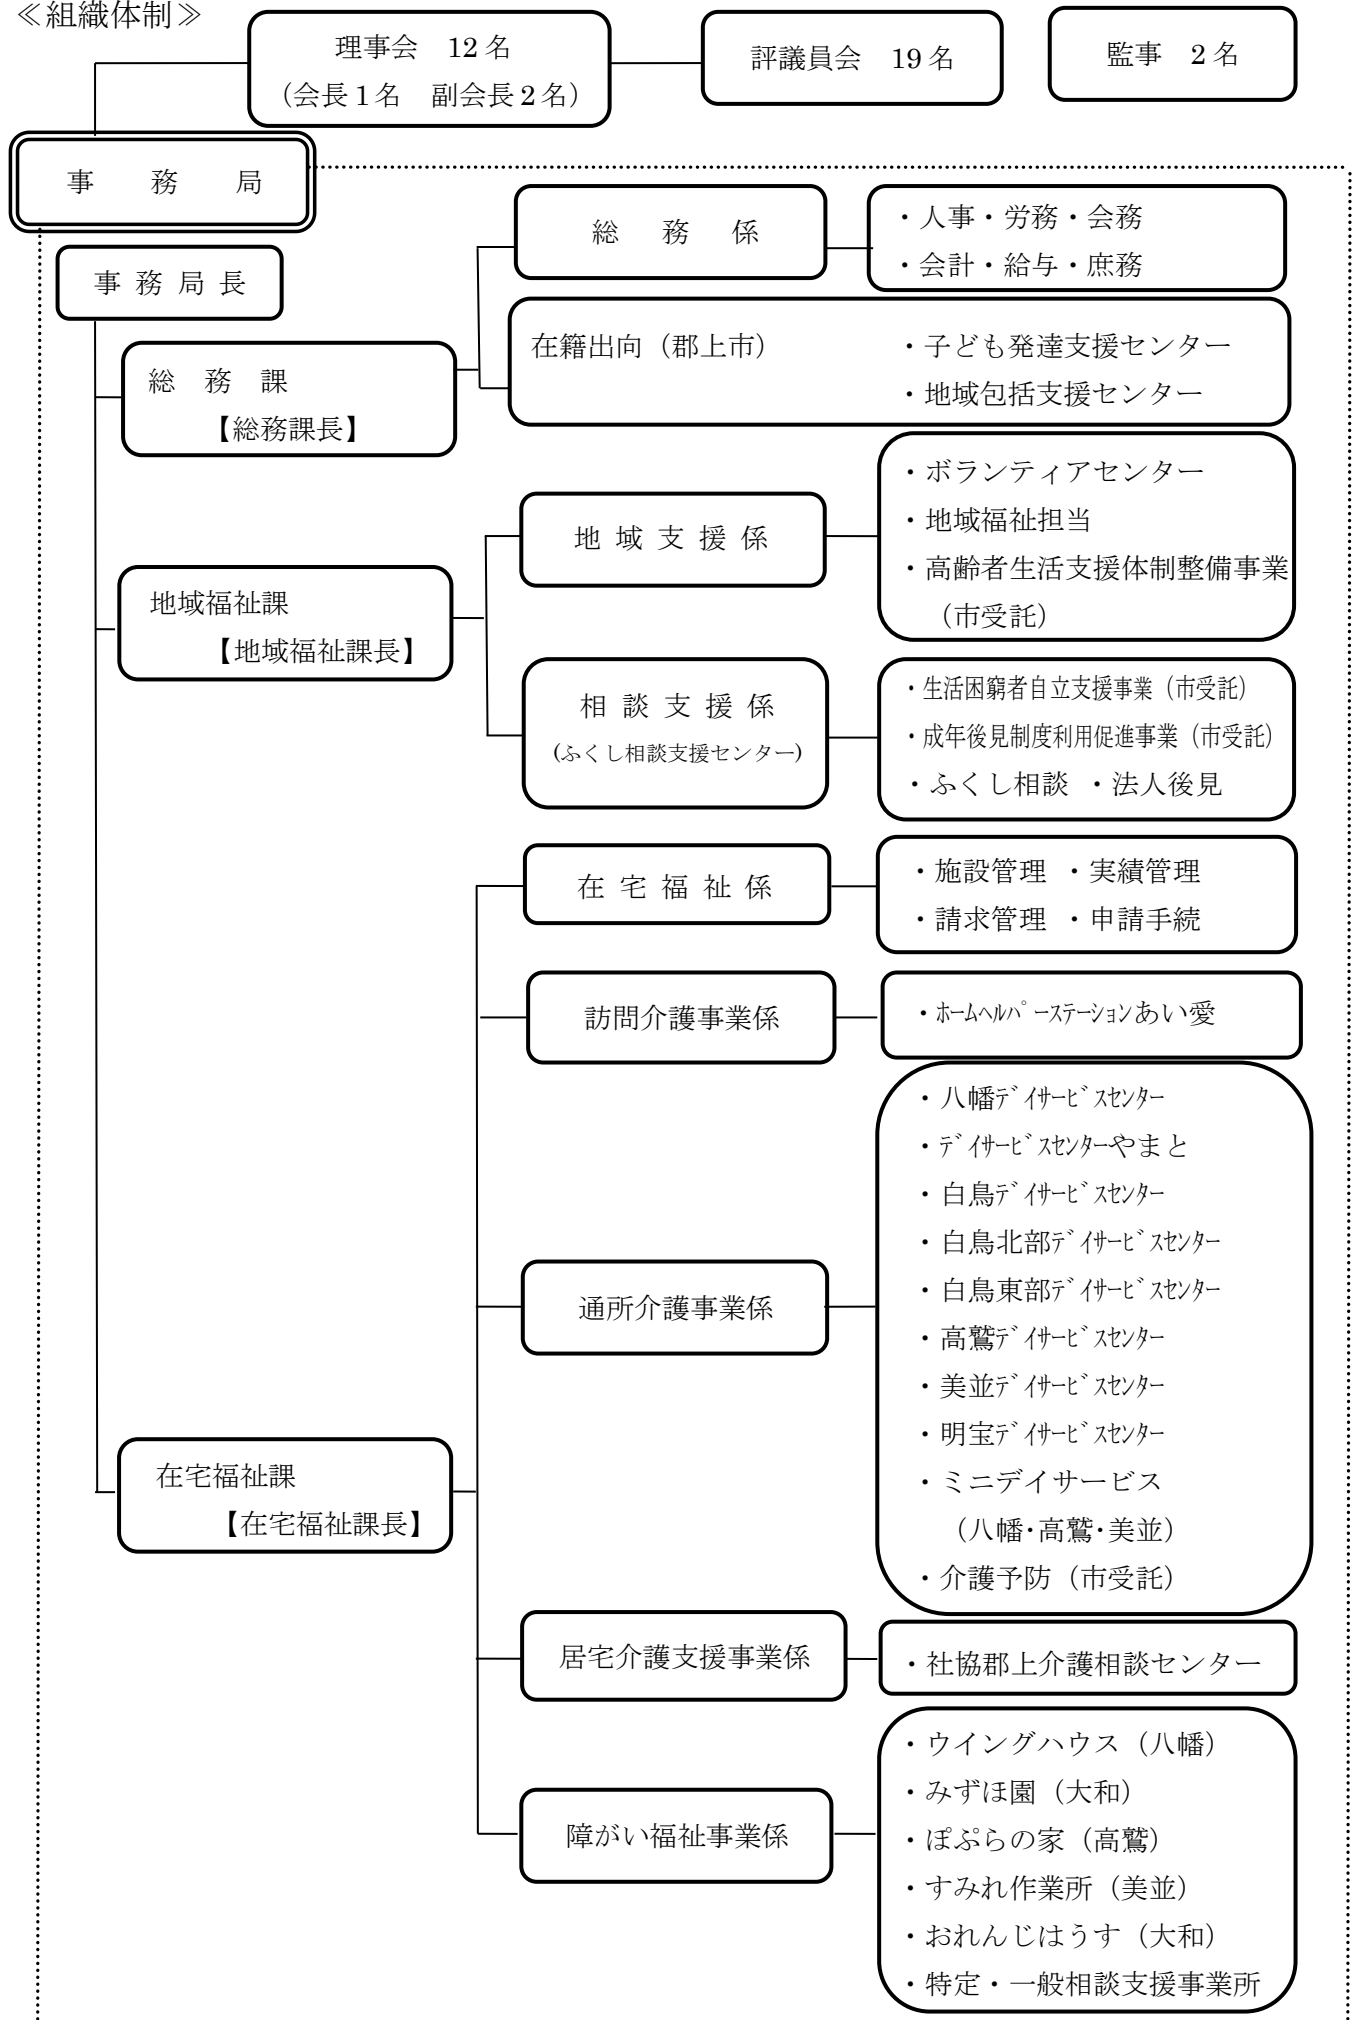 ≪組織体制≫
理事会　12名
（会長1名　副会長2名）
評議員会　19名
監事　2名
事　務　局
事務局長
総　務　課
【総務課長】
総　務　係
・人事・労務・会務
・会計・給与・庶務
在籍出向（郡上市）　・子ども発達支援センター
・地域包括支援センター
地域福祉課
【地域福祉課長】
地域支援係
・ボランティアセンター
・地域福祉担当
・高齢者生活支援体制整備事業
（市受託）
相談支援係
(ふくし相談支援センター)
・生活困窮者自立支援事業（市受託）
・成年後見制度利用促進事業（市受託）
・ふくし相談　・法人後見
在宅福祉課
【在宅福祉課長】
在宅福祉係
・施設管理　・実績管理
・請求管理　・申請手続
訪問介護事業係
・ﾎｰﾑﾍﾙﾊﾟｰｽﾃｰｼｮﾝあい愛
通所介護事業係
・八幡ﾃﾞｲｻｰﾋﾞｽｾﾝﾀｰ
・ﾃﾞｲｻｰﾋﾞｽｾﾝﾀｰやまと
・白鳥ﾃﾞｲｻｰﾋﾞｽｾﾝﾀｰ
・白鳥北部ﾃﾞｲｻｰﾋﾞｽｾﾝﾀｰ
・白鳥東部ﾃﾞｲｻｰﾋﾞｽｾﾝﾀｰ
・高鷲ﾃﾞｲｻｰﾋﾞｽｾﾝﾀｰ
・美並ﾃﾞｲｻｰﾋﾞｽｾﾝﾀｰ
・明宝ﾃﾞｲｻｰﾋﾞｽｾﾝﾀｰ
・ミニデイサービス
（八幡･高鷲･美並）
・介護予防（市受託）
居宅介護支援事業係
・社協郡上介護相談センター
障がい福祉事業係
・ウイングハウス（八幡）
・みずほ園（大和）
・ぽぷらの家（高鷲）
・すみれ作業所（美並）
・おれんじはうす（大和）
・特定・一般相談支援事業所